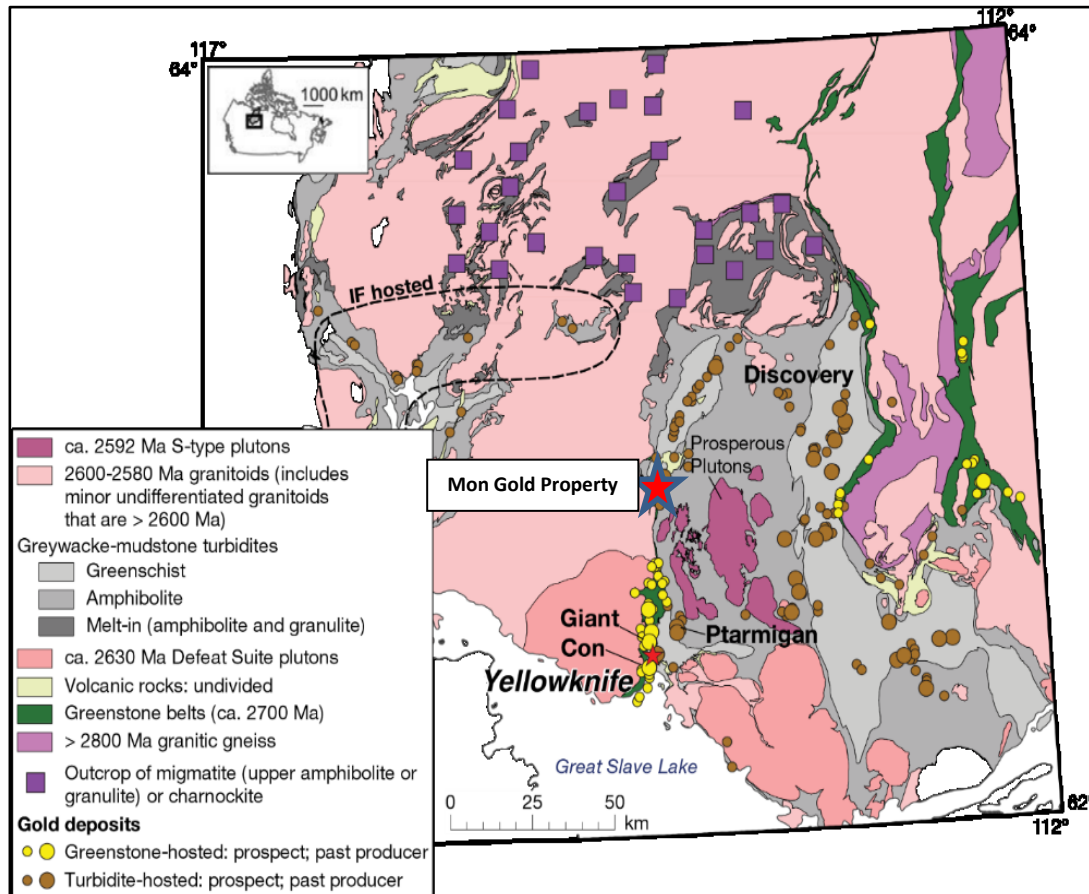 117°
64°
112°
64°
1000 km
IF hosted
Discovery
Prosperous
Plutons
Mon Gold Property
Giant
Con
Ptarmigan
Yellowknife
Great Slave Lake
0 25 50
km
62°
112°
ca. 2592 Ma S-type plutons
2600-2580 Ma granitoids (includes
minor undifferentiated granitoids
that are > 2600 Ma)
Greywacke-mudstone turbidites
Greenschist
Amphibolite
Melt-in (amphibolite and granulite)
ca. 2630 Ma Defeat Suite plutons
Volcanic rocks: undivided
Greenstone belts (ca. 2700 Ma)
> 2800 Ma granitic gneiss
Outcrop of migmatite (upper amphibolite or
granulite) or charnockite
Gold deposits
Greenstone-hosted: prospect; past producer
Turbidite-hosted: prospect; past producer